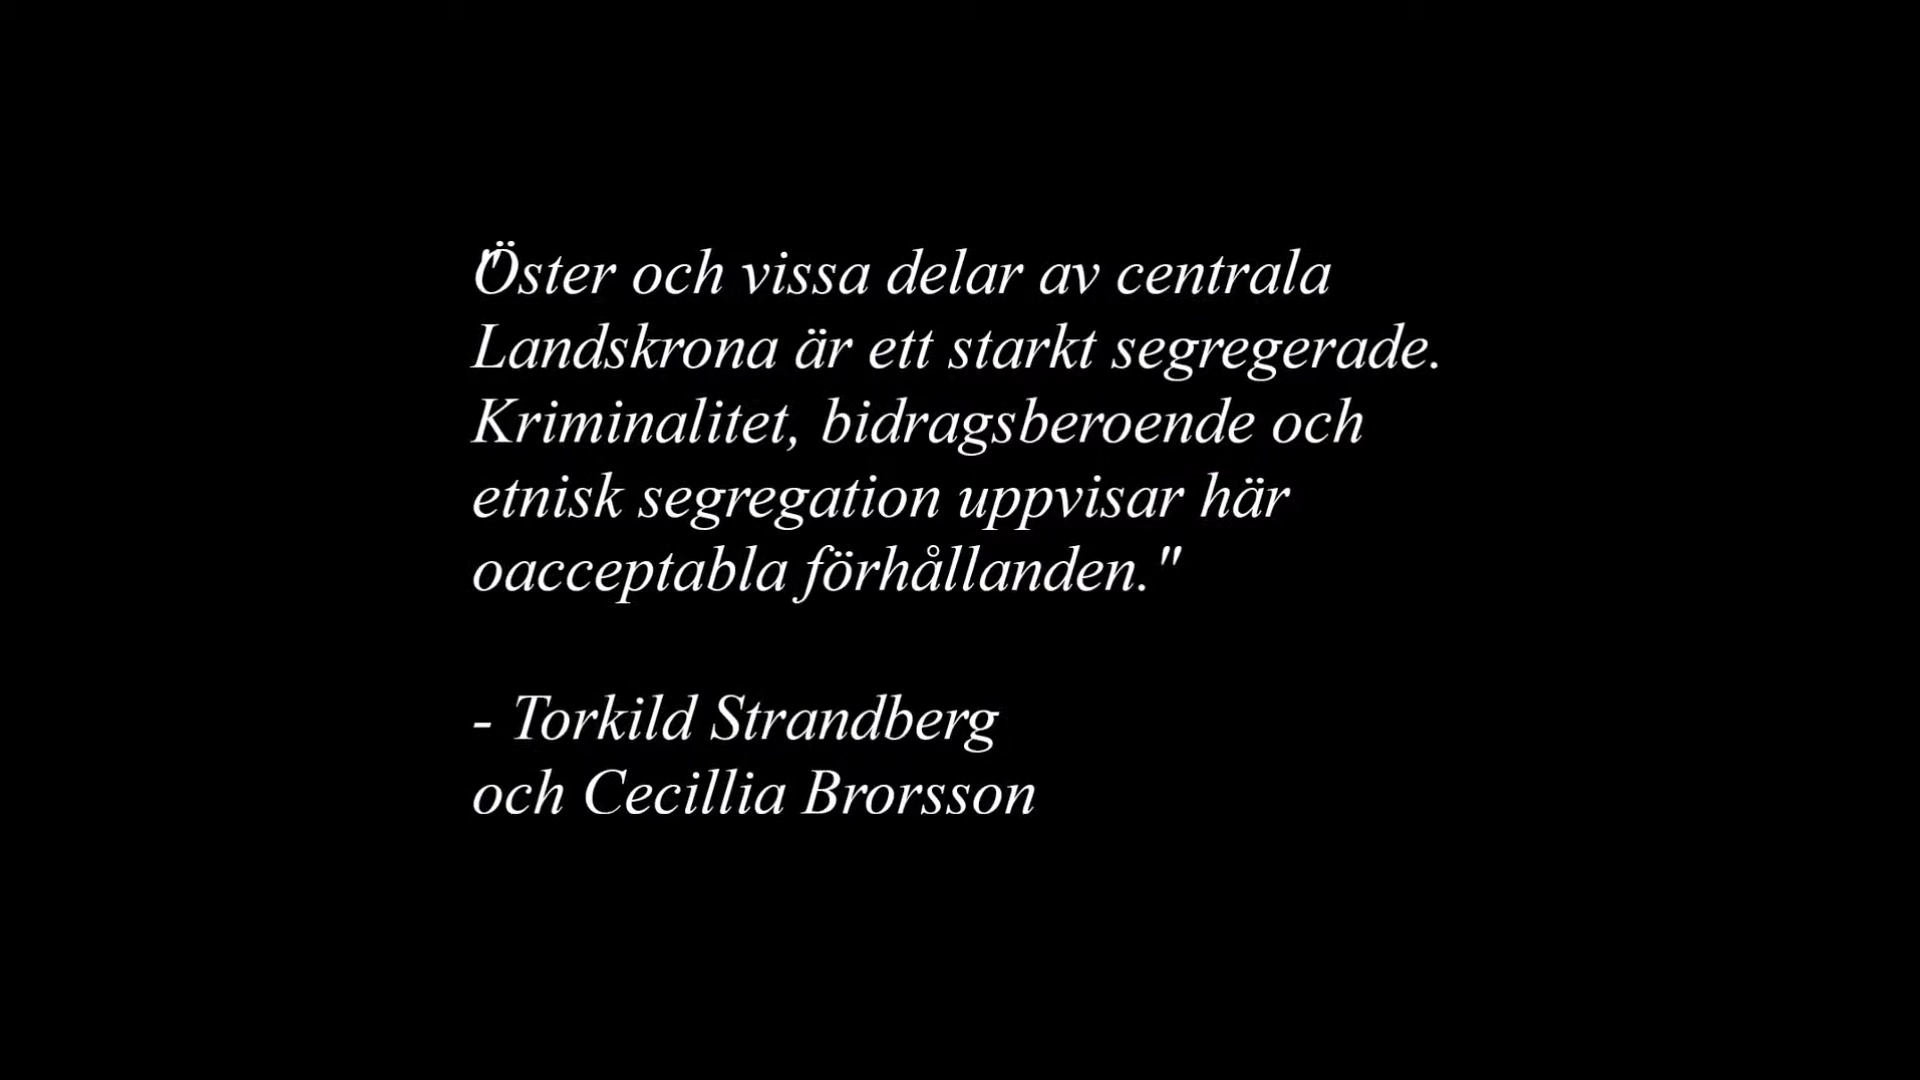 "Öster och vissa delar av centrala
Landskrona är ett starkt segregerade.
Kriminalitet, bidragsberoende och
etnisk segregation uppvisar här
oacceptabla förhållanden."
- Torkild Strandberg
och Cecillia Brorsson